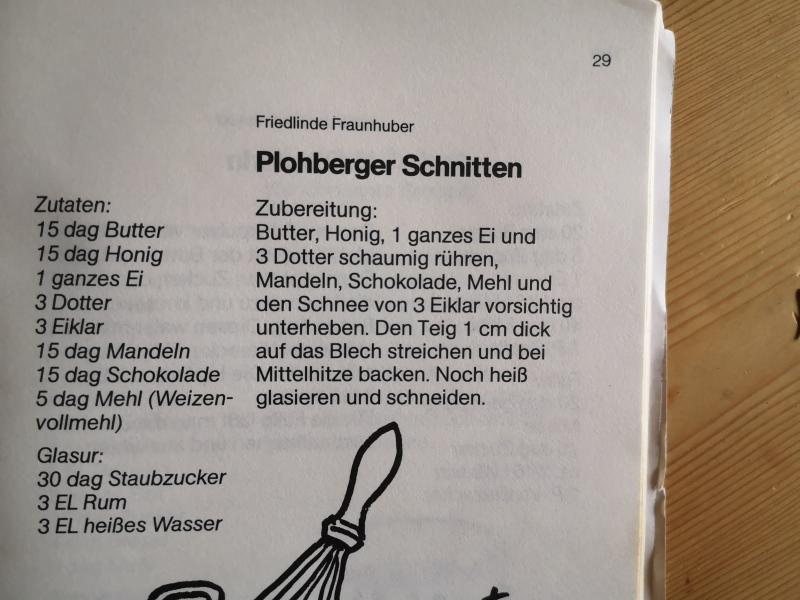 29
Friedlinde Fraunhuber
Plohberger Schnitten
Zutaten:
15 dag Butter
15 dag Honig
1 ganzes Ei
3 Dotter
3 Eiklar
15 dag Mandeln
15 dag Schokolade
5 dag Mehl (Weizen-
vollmehl)
Glasur:
30 dag Staubzucker
3 EL Rum
3 EL heißes Wasser
Zubereitung:
Butter, Honig, 1 ganzes Ei und
3 Dotter schaumig rühren,
Mandeln, Schokolade, Mehl und
den Schnee von 3 Eiklar vorsichtig
unterheben. Den Teig 1 cm dick
auf das Blech streichen und bei
Mittelhitze backen. Noch heiß
glasieren und schneiden.